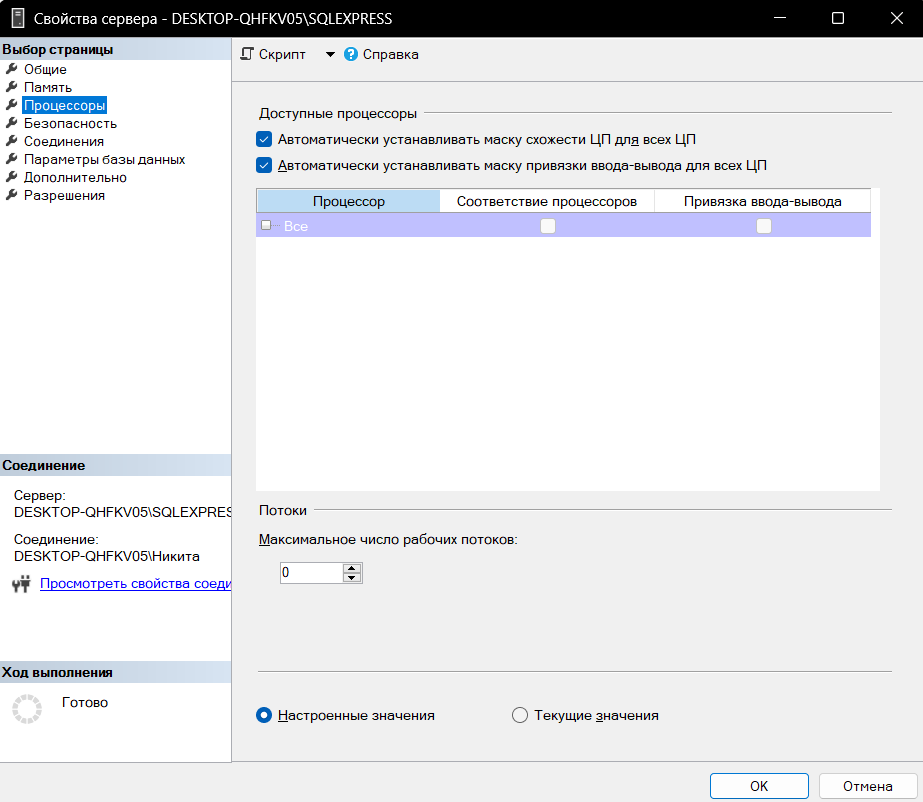 Свойства сервера - DESKTOP-QHFKV05\SQLEXPRESS
Выбор страницы
Общие
Память
Процессоры
Безопасность
Соединения
Параметры базы данных
Дополнительно
Разрешения
Соединение
Сервер:
DESKTOP-QHFKV05\SQLEXPRES
Соединение:
DESKTOP-QHFKV05\Никита
Просмотреть свойства соеди
Ход выполнения
Готово
Скрипт
Справка
Доступные процессоры
Автоматически устанавливать маску схожести ЦП для всех ЦП
Автоматически устанавливать маску привязки ввода-вывода для всех ЦП
Процессор Соответствие процессоров Привязка ввода-вывода
Все
Потоки
Максимальное число рабочих потоков:
0
Настроенные значения Текущие значения
OK Отмена